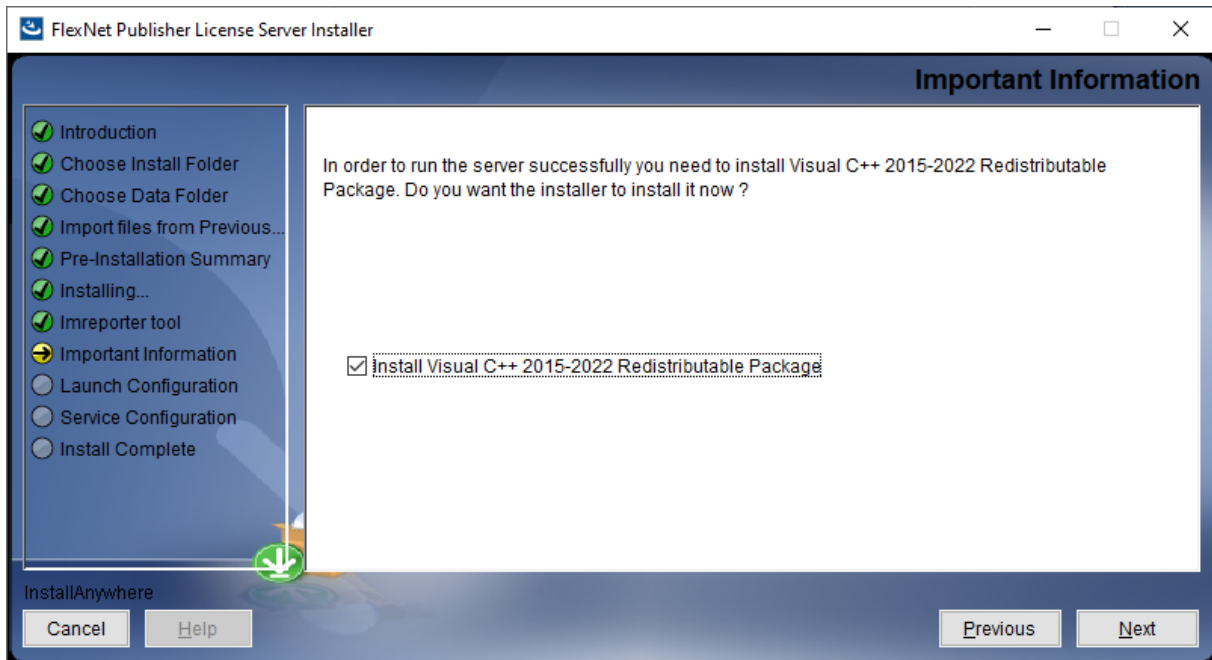 FlexNet Publisher License Server Installer
Important Information
Introduction
Choose Install Folder
Choose Data Folder
Import files from Previous...
Pre-Installation Summary
Installing...
lmreporter tool
Important Information
Launch Configuration
Service Configuration
Install Complete
In order to run the server successfully you need to install Visual C++ 2015-2022 Redistributable
Package. Do you want the installer to install it now ?
Install Visual C++ 2015-2022 Redistributable Package
InstallAnywhere
Cancel
Help
Previous
Next